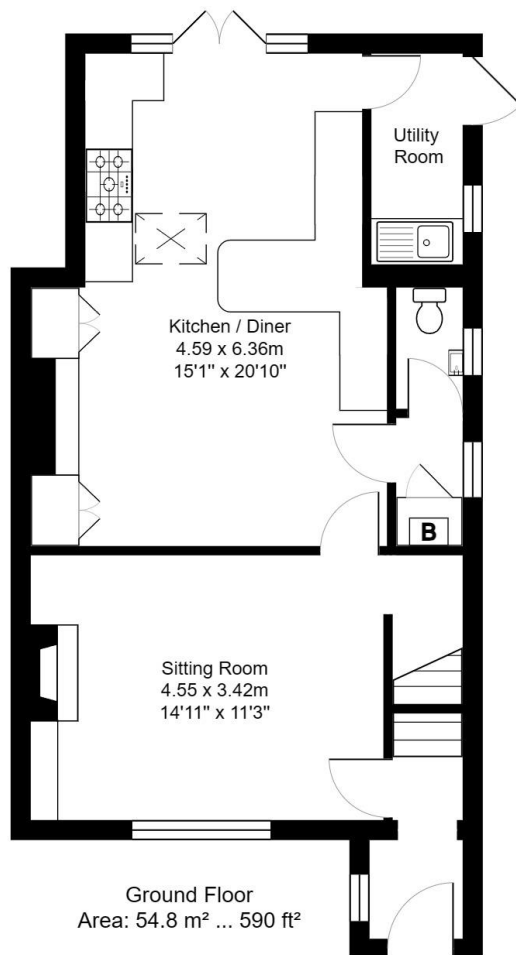 Utility
Room
Kitchen / Diner
4.59 x 6.36m
15'1" x 20'10"
B
Sitting Room
4.55 x 3.42m
14'11" x 11'3"
Ground Floor
Area: 54.8 m² ... 590 ft²